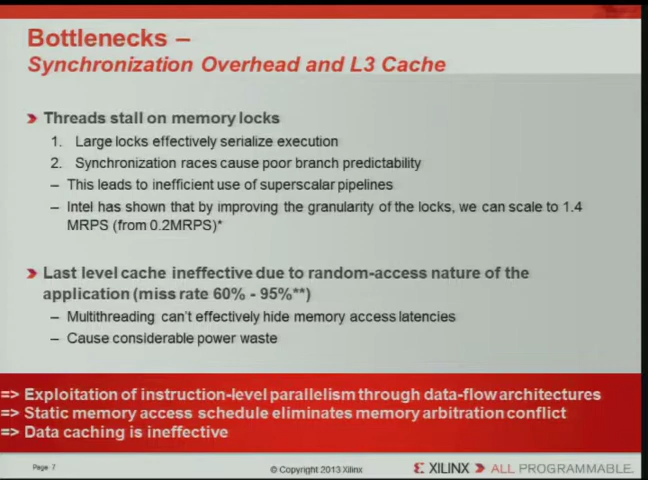 Bottlenecks –
Synchronization Overhead and L3 Cache
Threads stall on memory locks
1. Large locks effectively serialize execution
2. Synchronization races cause poor branch predictability
– This leads to inefficient use of superscalar pipelines
– Intel has shown that by improving the granularity of the locks, we can scale to 1.4
MRPS (from 0.2MRPS)*
Last level cache ineffective due to random-access nature of the
application (miss rate 60% - 95%**)
– Multithreading can't effectively hide memory access latencies
– Cause considerable power waste
=> Exploitation of instruction-level parallelism through data-flow architectures
=> Static memory access schedule eliminates memory arbitration conflict
=> Data caching is ineffective
Page 7
© Copyright 2013 Xilinx
XILINX ALL PROGRAMMABLE.